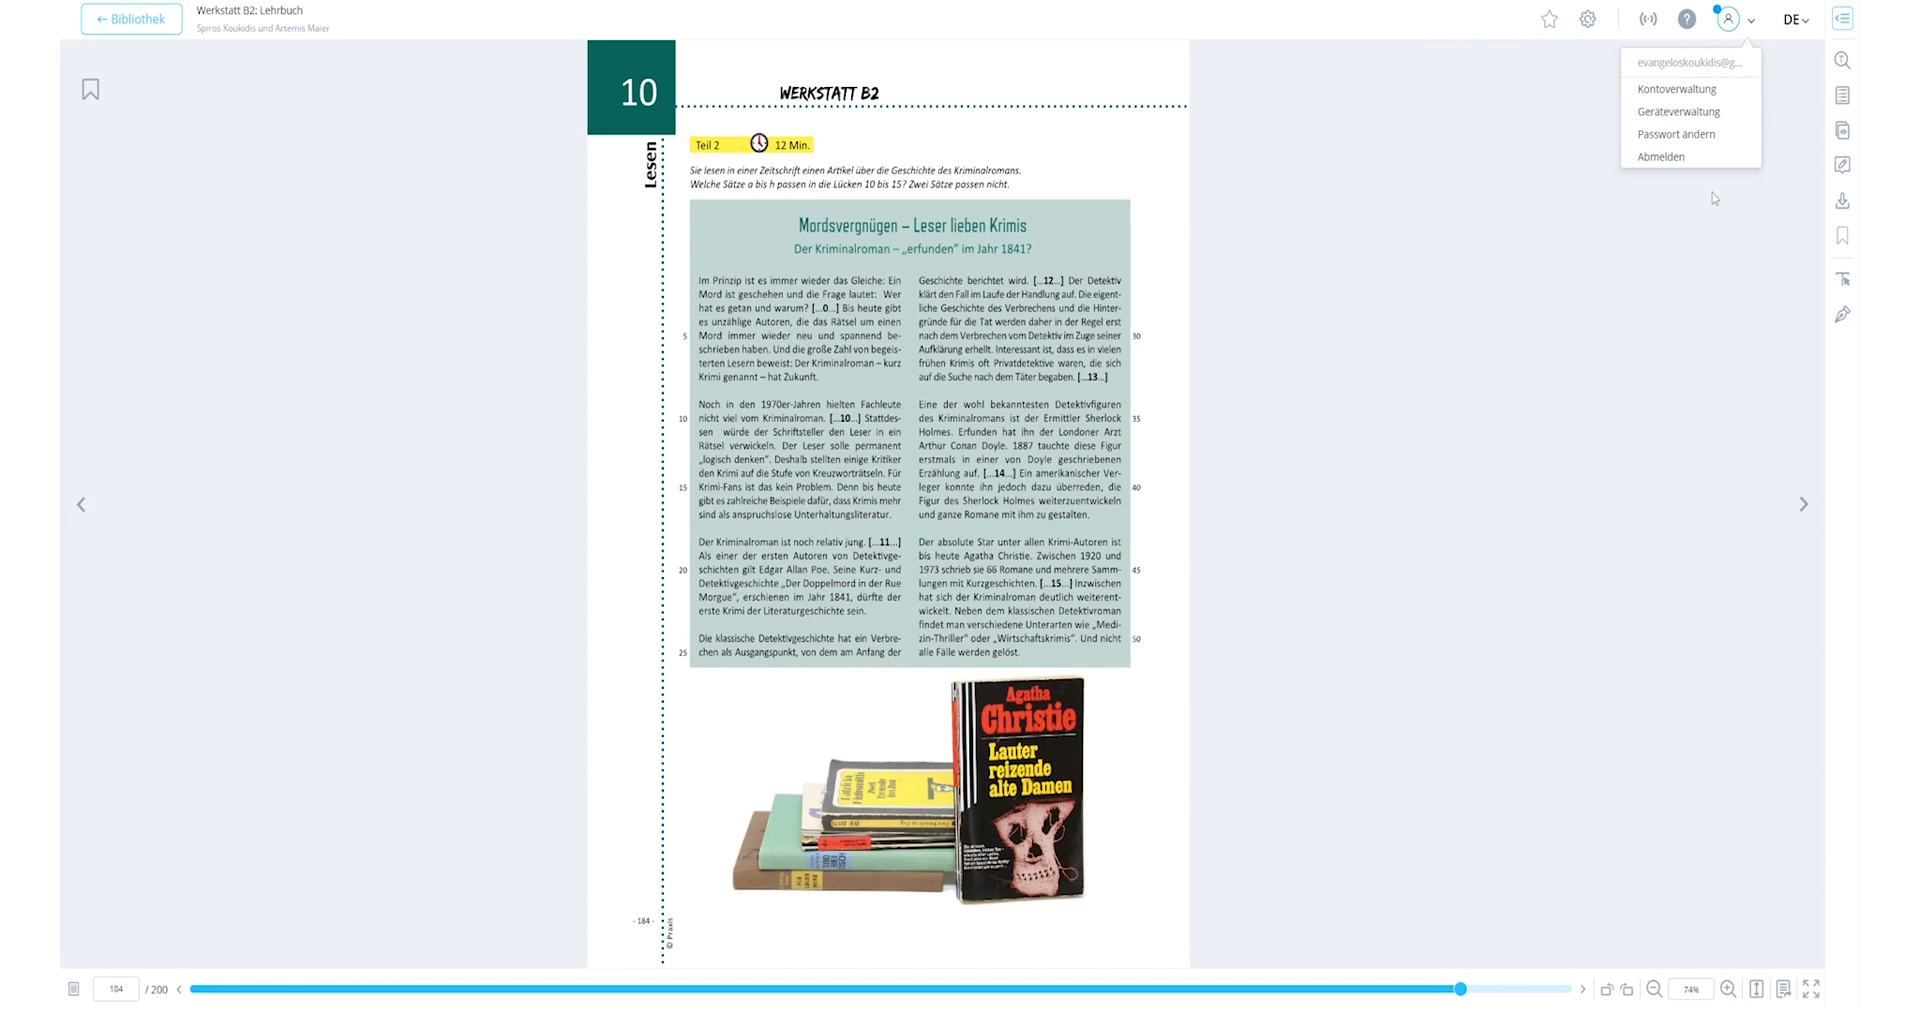 ← Bibliothek
Werkstatt B2: Lehrbuch
Spiros Koukidis und Artemis Maier
DE
evangeloskoukidis@g...
Kontoverwaltung
Geräteverwaltung
Passwort ändern
Abmelden
10
WERKSTATT B2
Lesen
Teil 2 12 Min.
Sie lesen in einer Zeitschrift einen Artikel über die Geschichte des Kriminalromans.
Welche Sätze a bis h passen in die Lücken 10 bis 15? Zwei Sätze passen nicht.
Mordsvergnügen – Leser lieben Krimis
Der Kriminalroman – „erfunden“ im Jahr 1841?
Im Prinzip ist es immer wieder das Gleiche: Ein
Mord ist geschehen und die Frage lautet: Wer
hat es getan und warum? [...0...] Bis heute gibt
es unzählige Autoren, die das Rätsel um einen
5 Mord immer wieder neu und spannend be-
schrieben haben. Und die große Zahl von begeis-
terten Lesern beweist: Der Kriminalroman – kurz
Krimi genannt – hat Zukunft.
Noch in den 1970er-Jahren hielten Fachleute
10 nicht viel vom Kriminalroman. [...10...] Stattdes-
sen würde der Schriftsteller den Leser in ein
Rätsel verwickeln. Der Leser solle permanent
„logisch denken“. Deshalb stellten einige Kritiker
den Krimi auf die Stufe von Kreuzworträtseln. Für
15 Krimi-Fans ist das kein Problem. Denn bis heute
gibt es zahlreiche Beispiele dafür, dass Krimis mehr
sind als anspruchslose Unterhaltungsliteratur.
Der Kriminalroman ist noch relativ jung. [...11...]
Als einer der ersten Autoren von Detektivge-
20 schichten gilt Edgar Allan Poe. Seine Kurz- und
Detektivgeschichte „Der Doppelmord in der Rue
Morgue“, erschienen im Jahr 1841, dürfte der
erste Krimi der Literaturgeschichte sein.
Die klassische Detektivgeschichte hat ein Verbre-
25 chen als Ausgangspunkt, von dem am Anfang der
Geschichte berichtet wird. [...12...] Der Detektiv
klärt den Fall im Laufe der Handlung auf. Die eigent-
liche Geschichte des Verbrechens und die Hinter-
gründe für die Tat werden daher in der Regel erst
nach dem Verbrechen vom Detektiv im Zuge seiner 30
Aufklärung erhellt. Interessant ist, dass es in vielen
frühen Krimis oft Privatdetektive waren, die sich
auf die Suche nach dem Täter begaben. [...13...]
Eine der wohl bekanntesten Detektivfiguren
des Kriminalromans ist der Ermittler Sherlock 35
Holmes. Erfunden hat ihn der Londoner Arzt
Arthur Conan Doyle. 1887 tauchte diese Figur
erstmals in einer von Doyle geschriebenen
Erzählung auf. [...14...] Ein amerikanischer Ver-
leger konnte ihn jedoch dazu überreden, die 40
Figur des Sherlock Holmes weiterzuentwickeln
und ganze Romane mit ihm zu gestalten.
Der absolute Star unter allen Krimi-Autoren ist
bis heute Agatha Christie. Zwischen 1920 und
1973 schrieb sie 66 Romane und mehrere Samm- 45
lungen mit Kurzgeschichten. [...15...] Inzwischen
hat sich der Kriminalroman deutlich weiterent-
wickelt. Neben dem klassischen Detektivroman
findet man verschiedene Unterarten wie „Medi-
zin-Thriller“ oder „Wirtschaftskrimis“. Und nicht 50
alle Fälle werden gelöst.
Agatha
Christie
Lauter
reizende
alte Damen
Patricia
Highsmith
- 184 -
© Praxis
184 / 200
74%